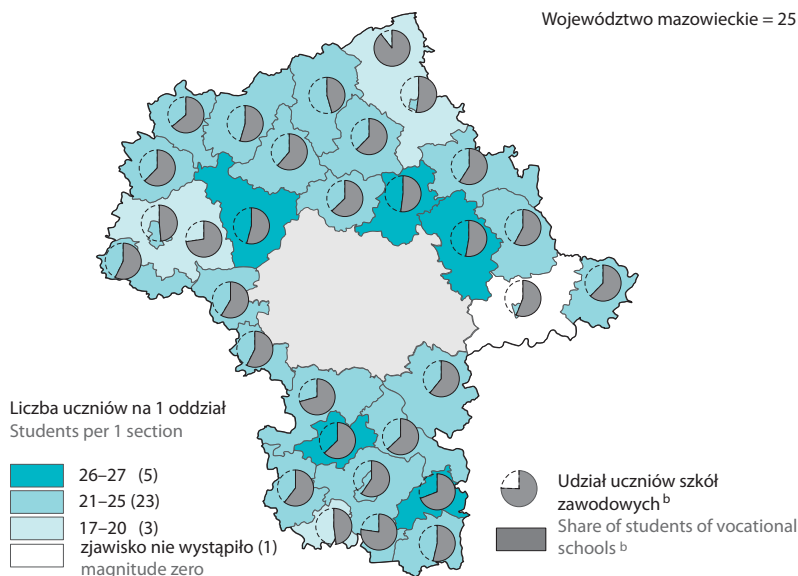 Województwo mazowieckie = 25
Liczba uczniów na 1 oddział
Students per 1 section
26–27 (5)
21–25 (23)
17–20 (3)
zjawisko nie wystąpiło (1)
magnitude zero
Udział uczniów szkół
zawodowych b
Share of students of vocational
schools b